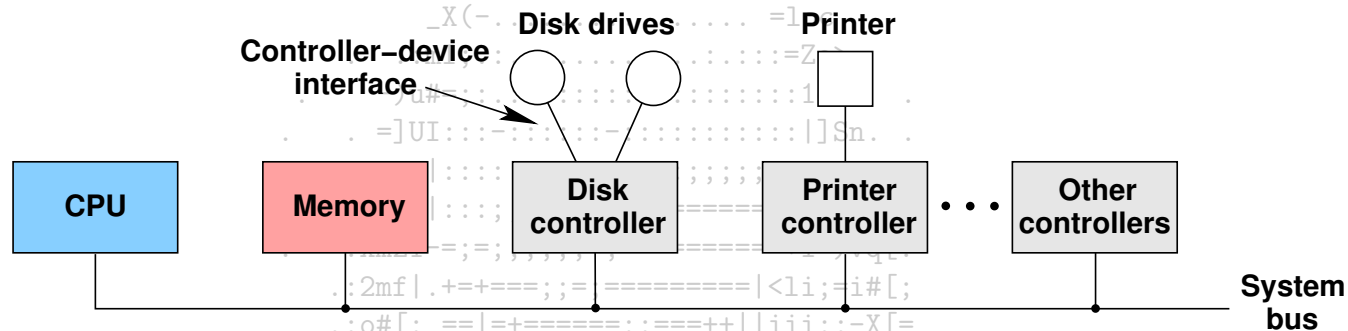 Disk drives
Printer
Controller–device
interface
CPU
Memory
Disk
controller
Printer
controller
• • •
Other
controllers
System
bus